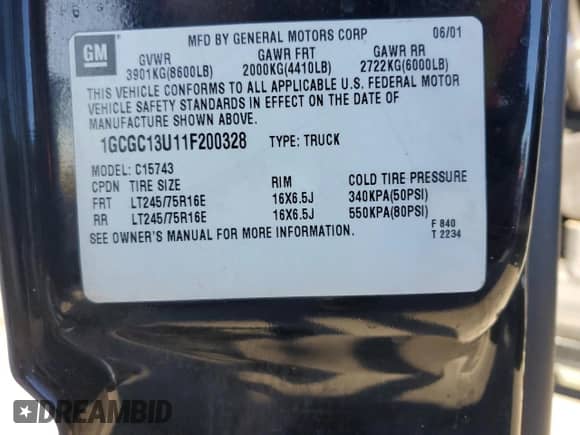 GM
MFD BY GENERAL MOTORS CORP 06/01
GVWR GAWR FRT GAWR RR
3901KG(8600LB) 2000KG(4410LB) 2722KG(6000LB)
THIS VEHICLE CONFORMS TO ALL APPLICABLE U.S. FEDERAL MOTOR
VEHICLE SAFETY STANDARDS IN EFFECT ON THE DATE OF
MANUFACTURE SHOWN ABOVE.
1GCGC13U11F200328 TYPE: TRUCK
MODEL: C15743
CPDN TIRE SIZE RIM COLD TIRE PRESSURE
FRT LT245/75R16E 16X6.5J 340KPA(50PSI)
RR LT245/75R16E 16X6.5J 550KPA(80PSI)
SEE OWNER'S MANUAL FOR MORE INFORMATION.
F 840
T 2234
DREAMBID